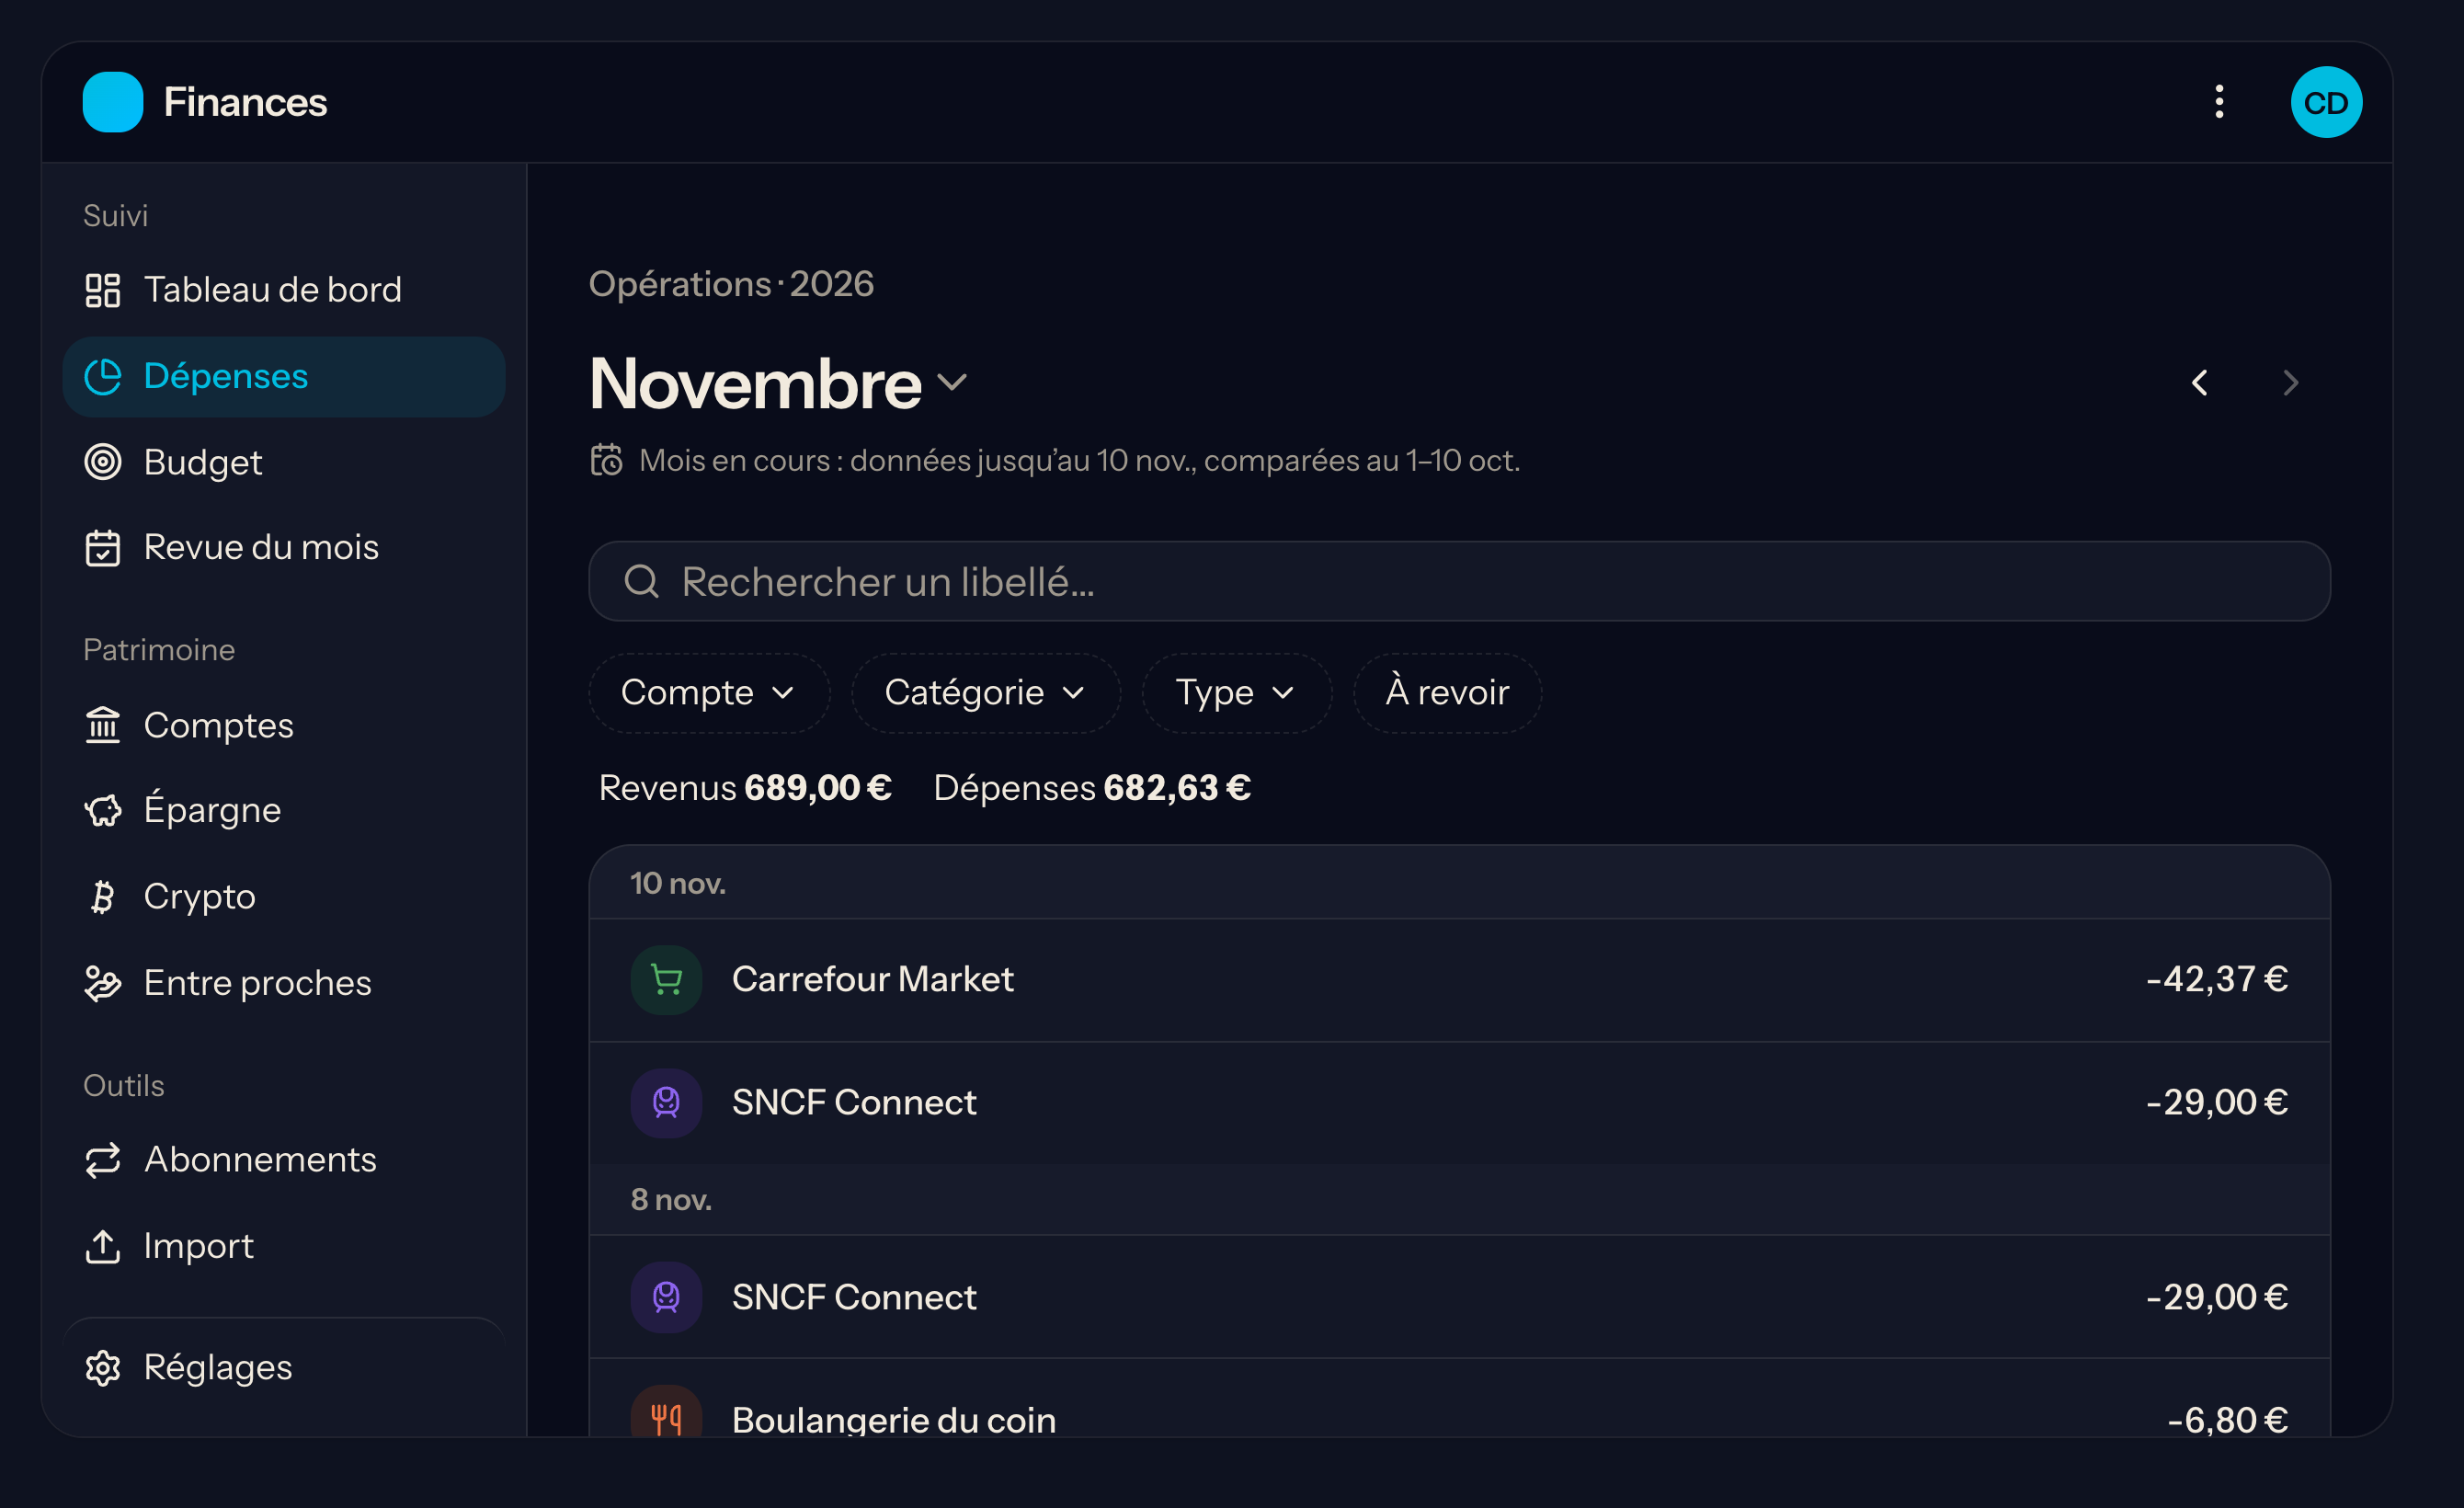 Finances
CD
Suivi
Tableau de bord
Dépenses
Budget
Revue du mois
Patrimoine
Comptes
Épargne
Crypto
Entre proches
Outils
Abonnements
Import
Réglages
Opérations · 2026
Novembre
Mois en cours : données jusqu’au 10 nov., comparées au 1–10 oct.
Rechercher un libellé…
Compte Catégorie Type À revoir
Revenus 689,00 € Dépenses 682,63 €
10 nov.
Carrefour Market -42,37 €
SNCF Connect -29,00 €
8 nov.
SNCF Connect -29,00 €
Boulangerie du coin -6,80 €